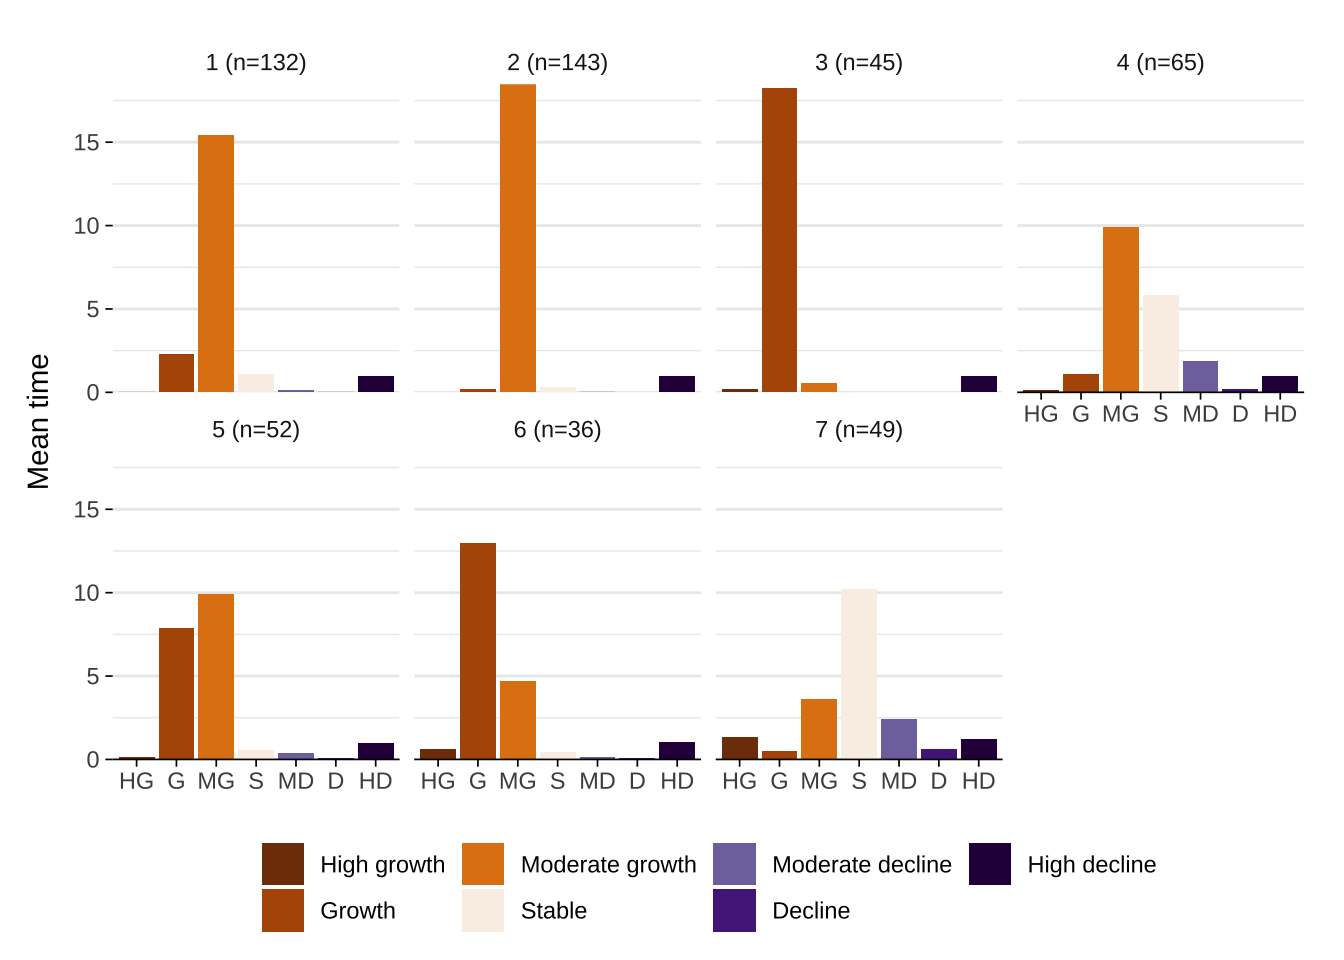 1 (n=132) 2 (n=143) 3 (n=45) 4 (n=65)
15
10
5
0
HG G MG S MD D HD
Mean time
5 (n=52) 6 (n=36) 7 (n=49)
15
10
5
0
HG G MG S MD D HD HG G MG S MD D HD HG G MG S MD D HD
High growth Moderate growth Moderate decline High decline
Growth Stable Decline